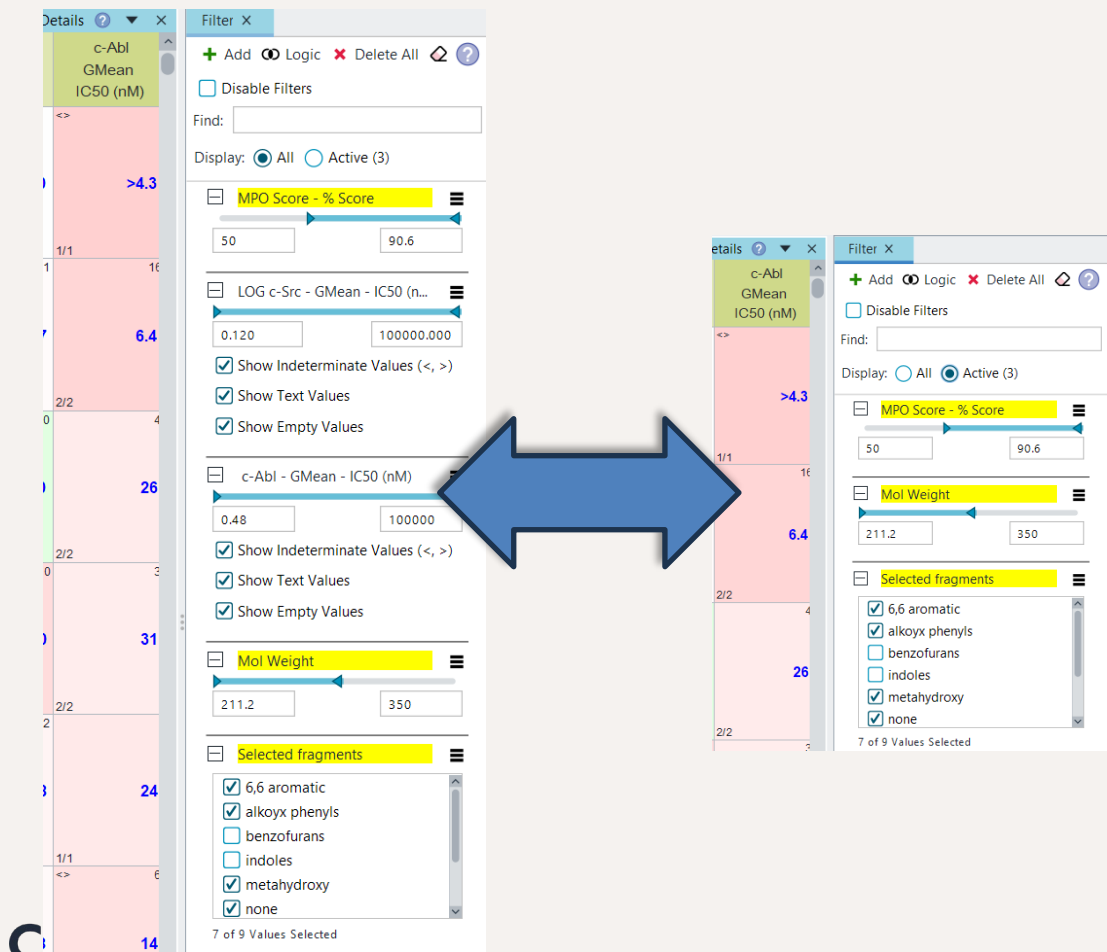 Details ? ▼ ×
c-Abl
GMean
IC50 (nM)
<>
>4.3
1/1
1 16
6.4
2/2
0 4
26
2/2
0 3
31
2/2
2
24
1/1
<> 6
14
C
Filter ×
+ Add Logic × Delete All ?
Disable Filters
Find:
Display: All Active (3)
MPO Score - % Score
50 90.6
LOG c-Src - GMean - IC50 (n...
0.120 100000.000
Show Indeterminate Values (<, >)
Show Text Values
Show Empty Values
c-Abl - GMean - IC50 (nM)
0.48 100000
Show Indeterminate Values (<, >)
Show Text Values
Show Empty Values
Mol Weight
211.2 350
Selected fragments
6,6 aromatic
alkoyx phenyls
benzofurans
indoles
metahydroxy
none
7 of 9 Values Selected
etails ? ▼ ×
c-Abl
GMean
IC50 (nM)
<>
>4.3
1/1
16
6.4
2/2
4
26
2/2
3
Filter ×
+ Add Logic × Delete All ?
Disable Filters
Find:
Display: All Active (3)
MPO Score - % Score
50 90.6
Mol Weight
211.2 350
Selected fragments
6,6 aromatic
alkoyx phenyls
benzofurans
indoles
metahydroxy
none
7 of 9 Values Selected